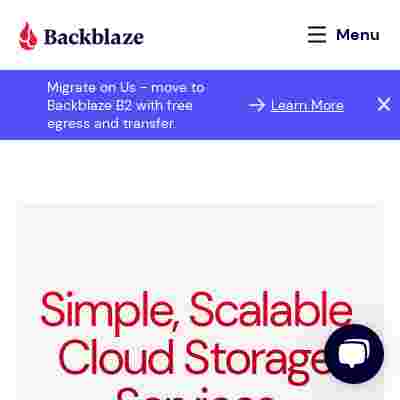 Backblaze
Menu
Migrate on Us - move to
Backblaze B2 with free
egress and transfer.
Learn More
Simple, Scalable
Cloud Storage
Services